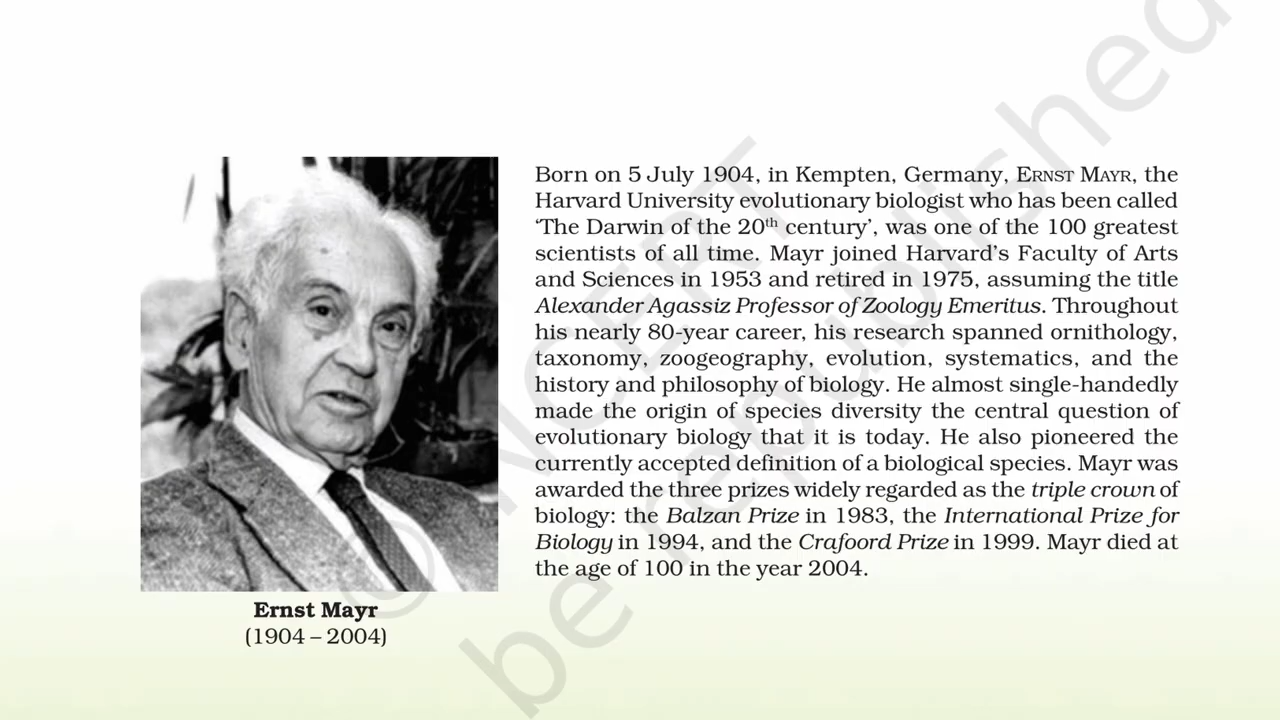 Born on 5 July 1904, in Kempten, Germany, ERNST MAYR, the
Harvard University evolutionary biologist who has been called
‘The Darwin of the 20th century’, was one of the 100 greatest
scientists of all time. Mayr joined Harvard’s Faculty of Arts
and Sciences in 1953 and retired in 1975, assuming the title
Alexander Agassiz Professor of Zoology Emeritus. Throughout
his nearly 80-year career, his research spanned ornithology,
taxonomy, zoogeography, evolution, systematics, and the
history and philosophy of biology. He almost single-handedly
made the origin of species diversity the central question of
evolutionary biology that it is today. He also pioneered the
currently accepted definition of a biological species. Mayr was
awarded the three prizes widely regarded as the triple crown of
biology: the Balzan Prize in 1983, the International Prize for
Biology in 1994, and the Crafoord Prize in 1999. Mayr died at
the age of 100 in the year 2004.
Ernst Mayr
(1904 – 2004)
© NCERT
be republished